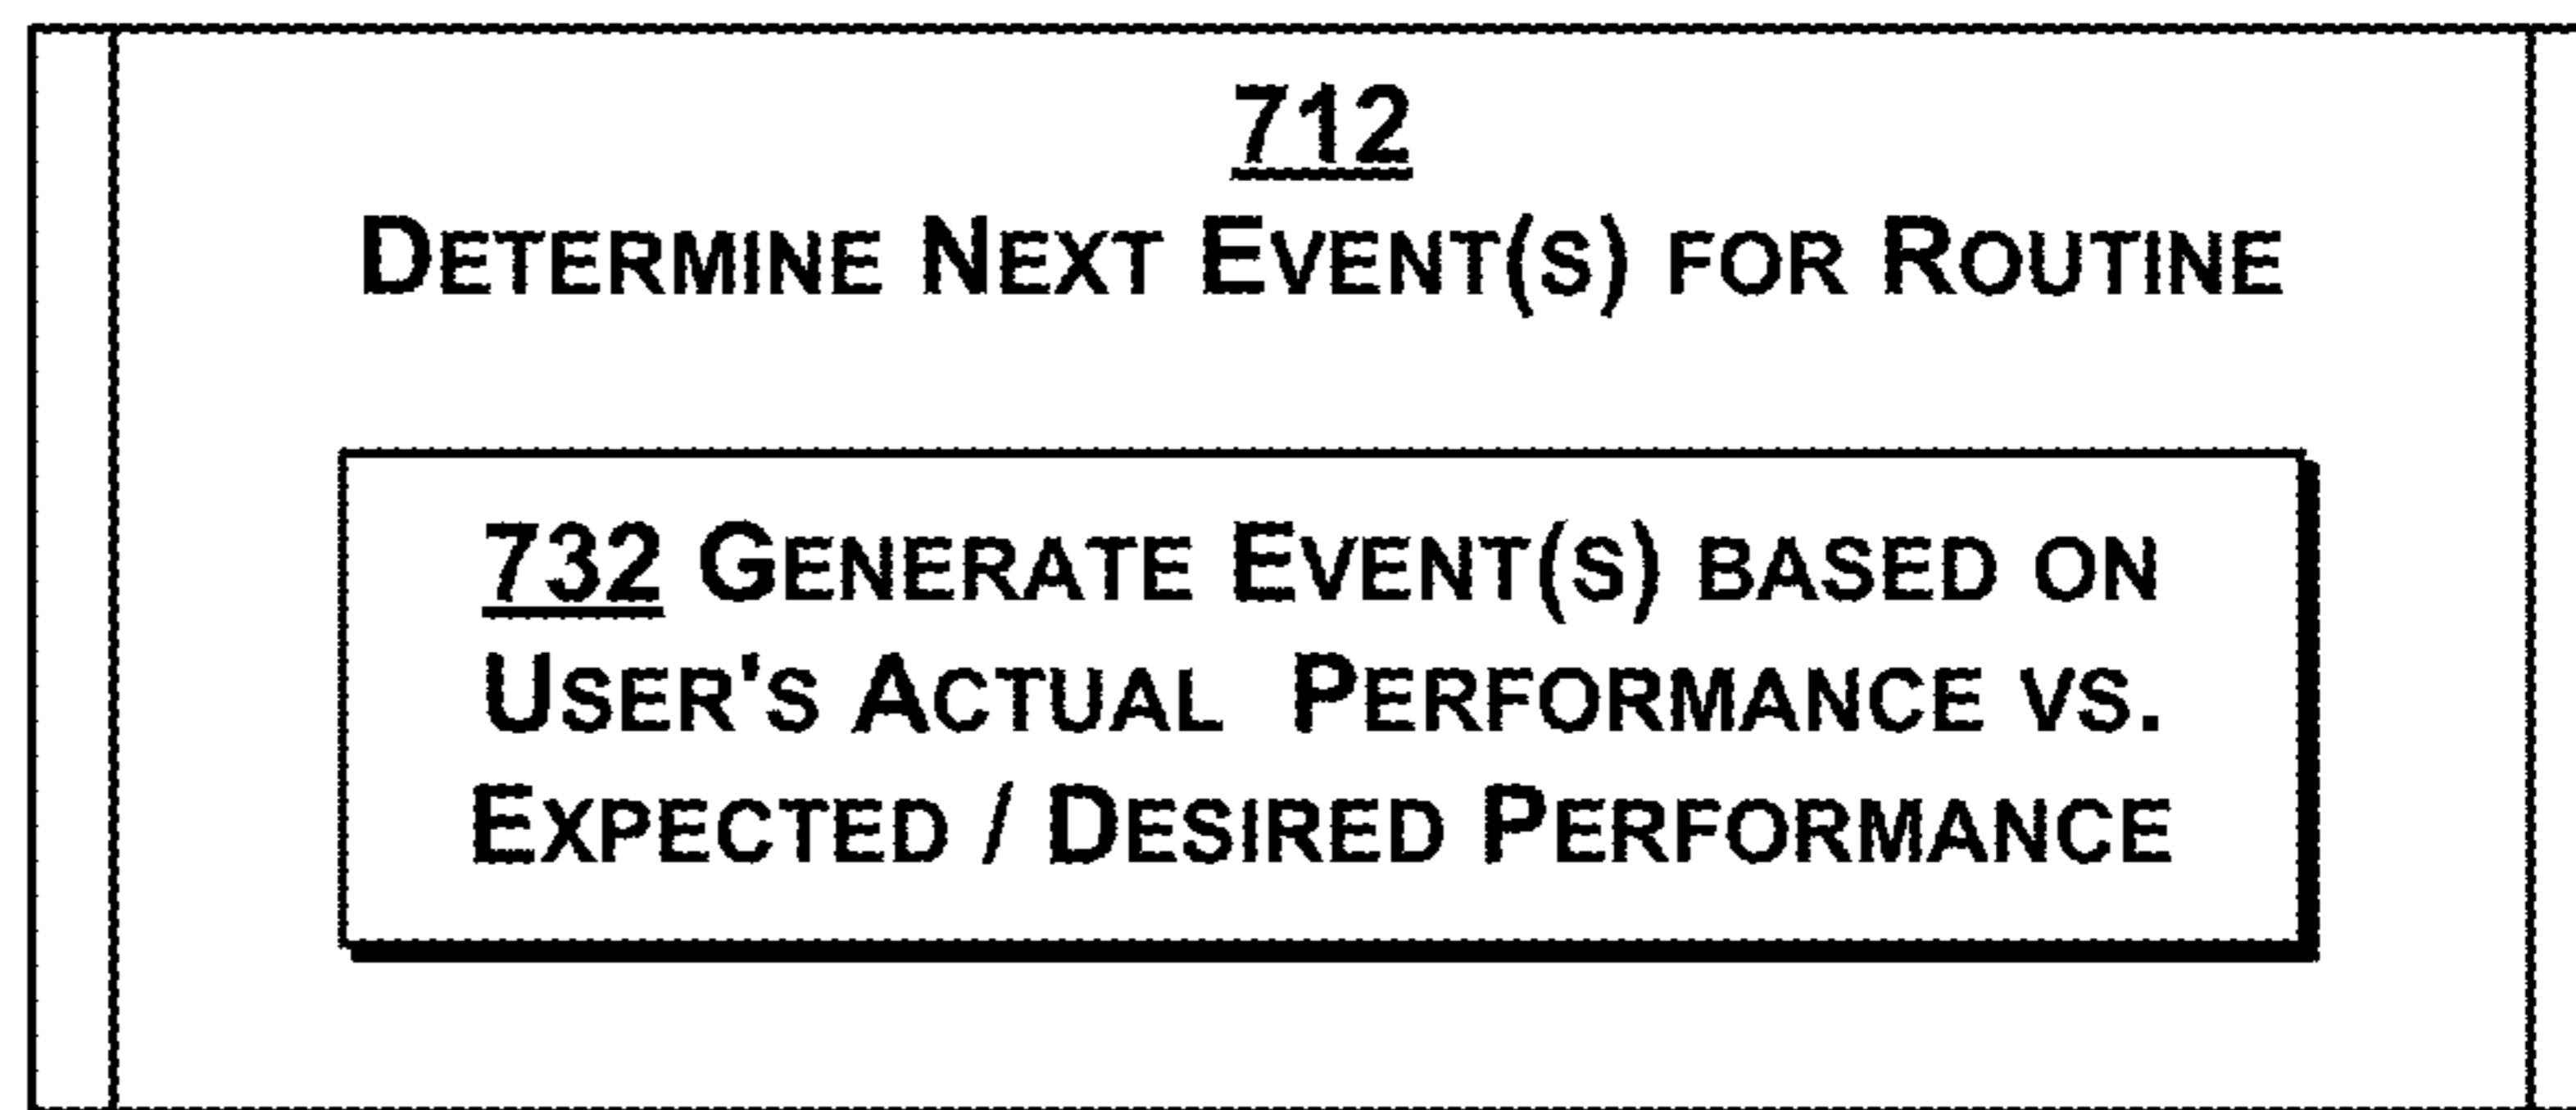 712
DETERMINE NEXT EVENT(S) FOR ROUTINE
732 GENERATE EVENT(S) BASED ON
USER'S ACTUAL PERFORMANCE VS.
EXPECTED / DESIRED PERFORMANCE